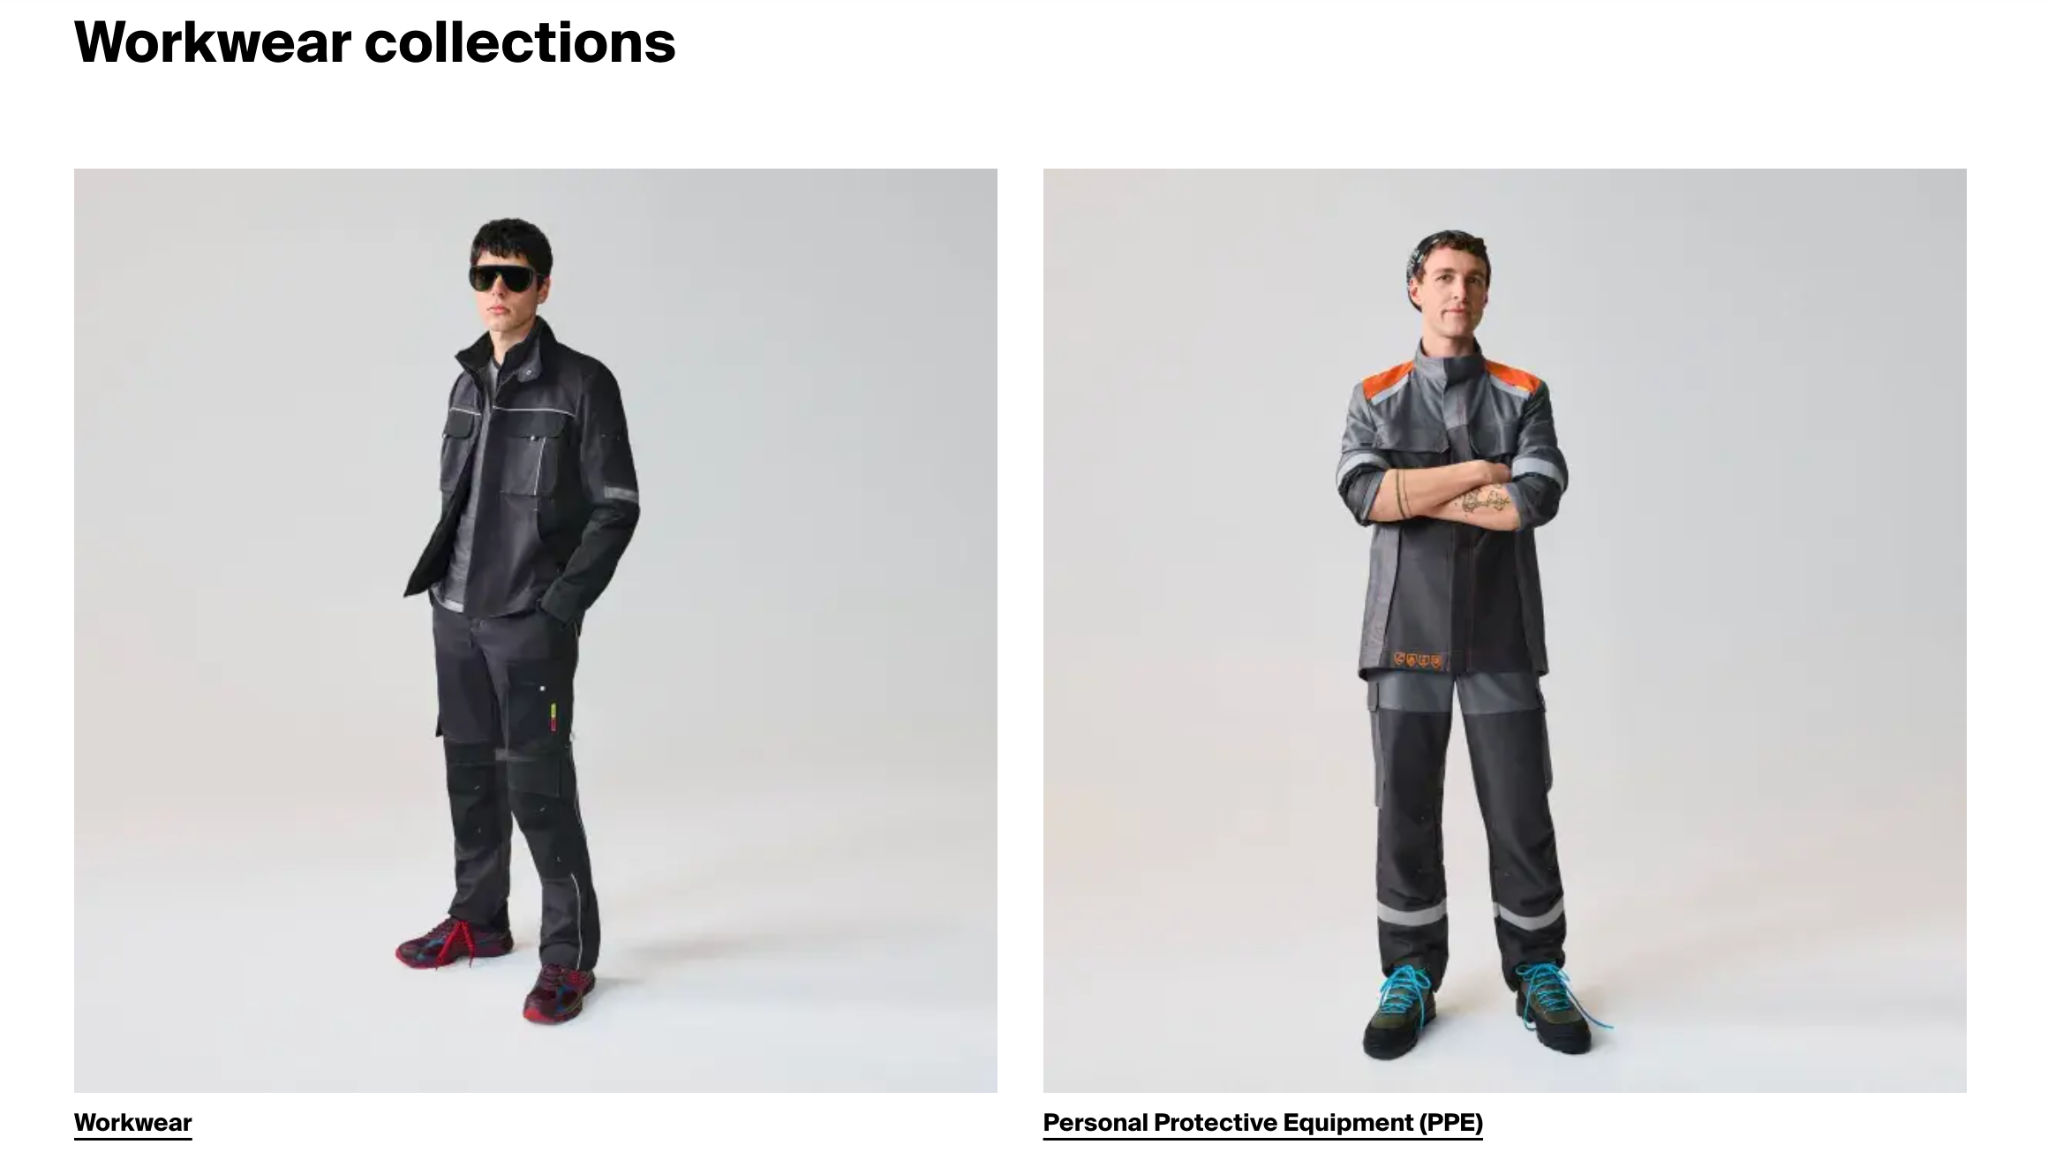 Workwear collections
Workwear
Personal Protective Equipment (PPE)